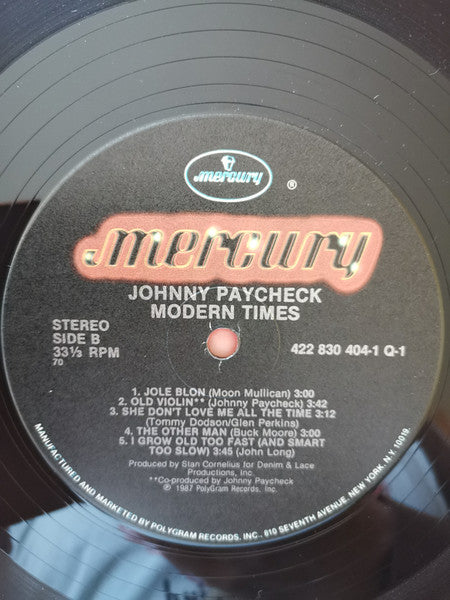 mercury
®
mercury
JOHNNY PAYCHECK
MODERN TIMES
STEREO
SIDE B
33⅓ RPM
70
422 830 404-1 Q-1
1. JOLE BLON (Moon Mullican) 3:00
2. OLD VIOLIN** (Johnny Paycheck) 3:42
3. SHE DON'T LOVE ME ALL THE TIME 3:12
(Tommy Dodson/Glen Perkins)
4. THE OTHER MAN (Buck Moore) 3:00
5. I GROW OLD TOO FAST (AND SMART
TOO SLOW) 3:45 (John Long)
Produced by Stan Cornelius for Denim & Lace
Productions, Inc
**Co-produced by Johnny Paycheck
℗ 1987 PolyGram Records, Inc.
MANUFACTURED AND MARKETED BY POLYGRAM RECORDS, INC., 810 SEVENTH AVENUE, NEW YORK, N.Y. 10019.